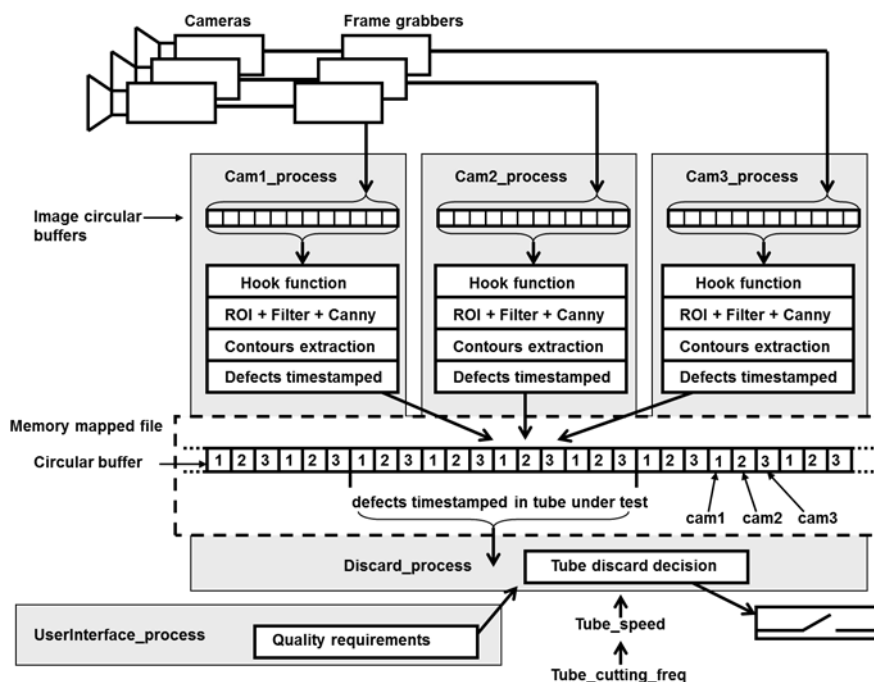 Cameras
Frame grabbers
Cam1_process
Cam2_process
Cam3_process
Image circular
buffers
Hook function
Hook function
Hook function
ROI + Filter + Canny
ROI + Filter + Canny
ROI + Filter + Canny
Contours extraction
Contours extraction
Contours extraction
Defects timestamped
Defects timestamped
Defects timestamped
Memory mapped file
Circular buffer
1 2 3 1 2 3 1 2 3 1 2 3 1 2 3 1 2 3 1 2 3 1 2 3 1 2 3
defects timestamped in tube under test
cam1
cam2
cam3
Discard_process
Tube discard decision
UserInterface_process
Quality requirements
Tube_speed
Tube_cutting_freq